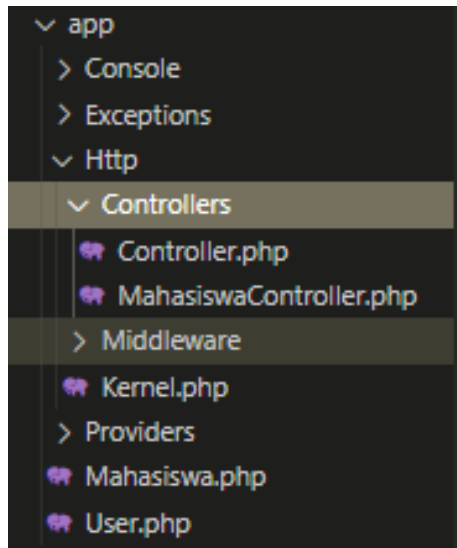 app
Console
Exceptions
Http
Controllers
Controller.php
MahasiswaController.php
Middleware
Kernel.php
Providers
Mahasiswa.php
User.php